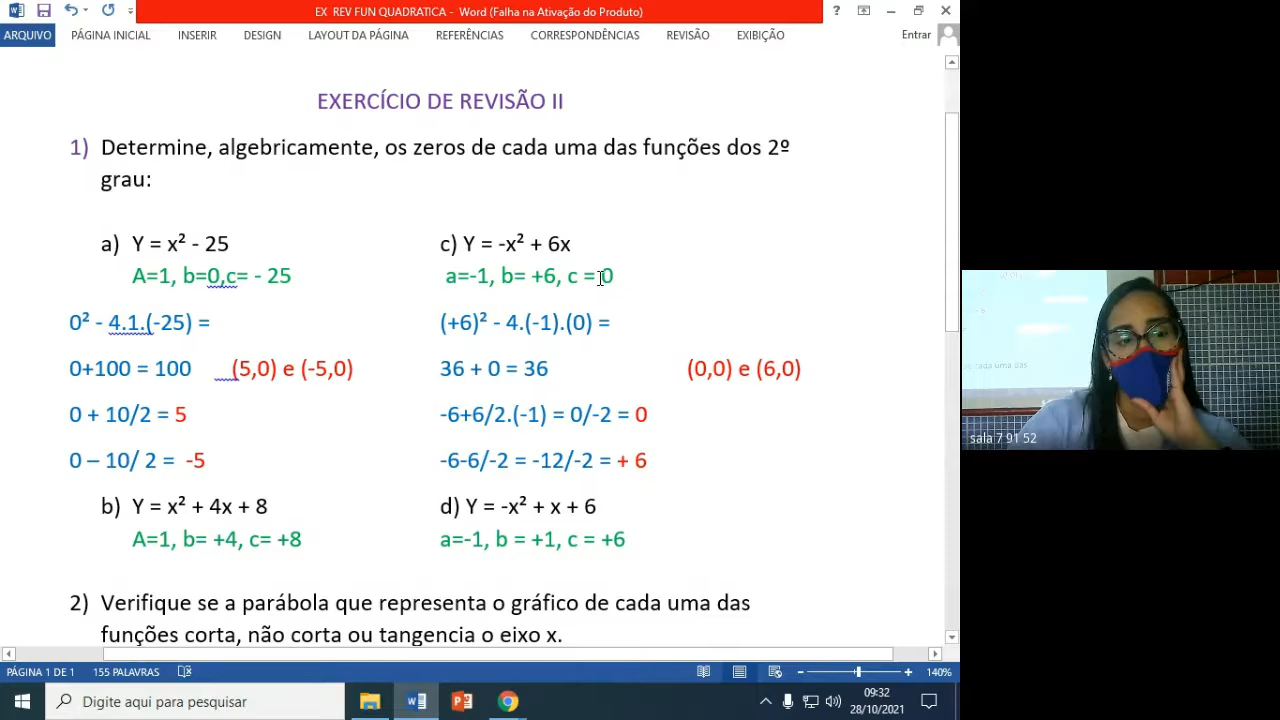 EX REV FUN QUADRATICA - Word (Falha na Ativação do Produto)
ARQUIVO PÁGINA INICIAL INSERIR DESIGN LAYOUT DA PÁGINA REFERÊNCIAS CORRESPONDÊNCIAS REVISÃO EXIBIÇÃO Entrar
EXERCÍCIO DE REVISÃO II
1) Determine, algebricamente, os zeros de cada uma das funções dos 2º
grau:
a) Y = x² - 25 c) Y = -x² + 6x
A=1, b=0,c= - 25 a=-1, b= +6, c = 0
0² - 4.1.(-25) = (+6)² - 4.(-1).(0) =
0+100 = 100 (5,0) e (-5,0) 36 + 0 = 36 (0,0) e (6,0)
0 + 10/2 = 5 -6+6/2.(-1) = 0/-2 = 0
0 – 10/ 2 = -5 -6-6/-2 = -12/-2 = + 6
b) Y = x² + 4x + 8 d) Y = -x² + x + 6
A=1, b= +4, c= +8 a=-1, b = +1, c = +6
2) Verifique se a parábola que representa o gráfico de cada uma das
funções corta, não corta ou tangencia o eixo x.
cada uma das
sala 7 91 52
PÁGINA 1 DE 1 155 PALAVRAS 140%
Digite aqui para pesquisar
09:32
28/10/2021